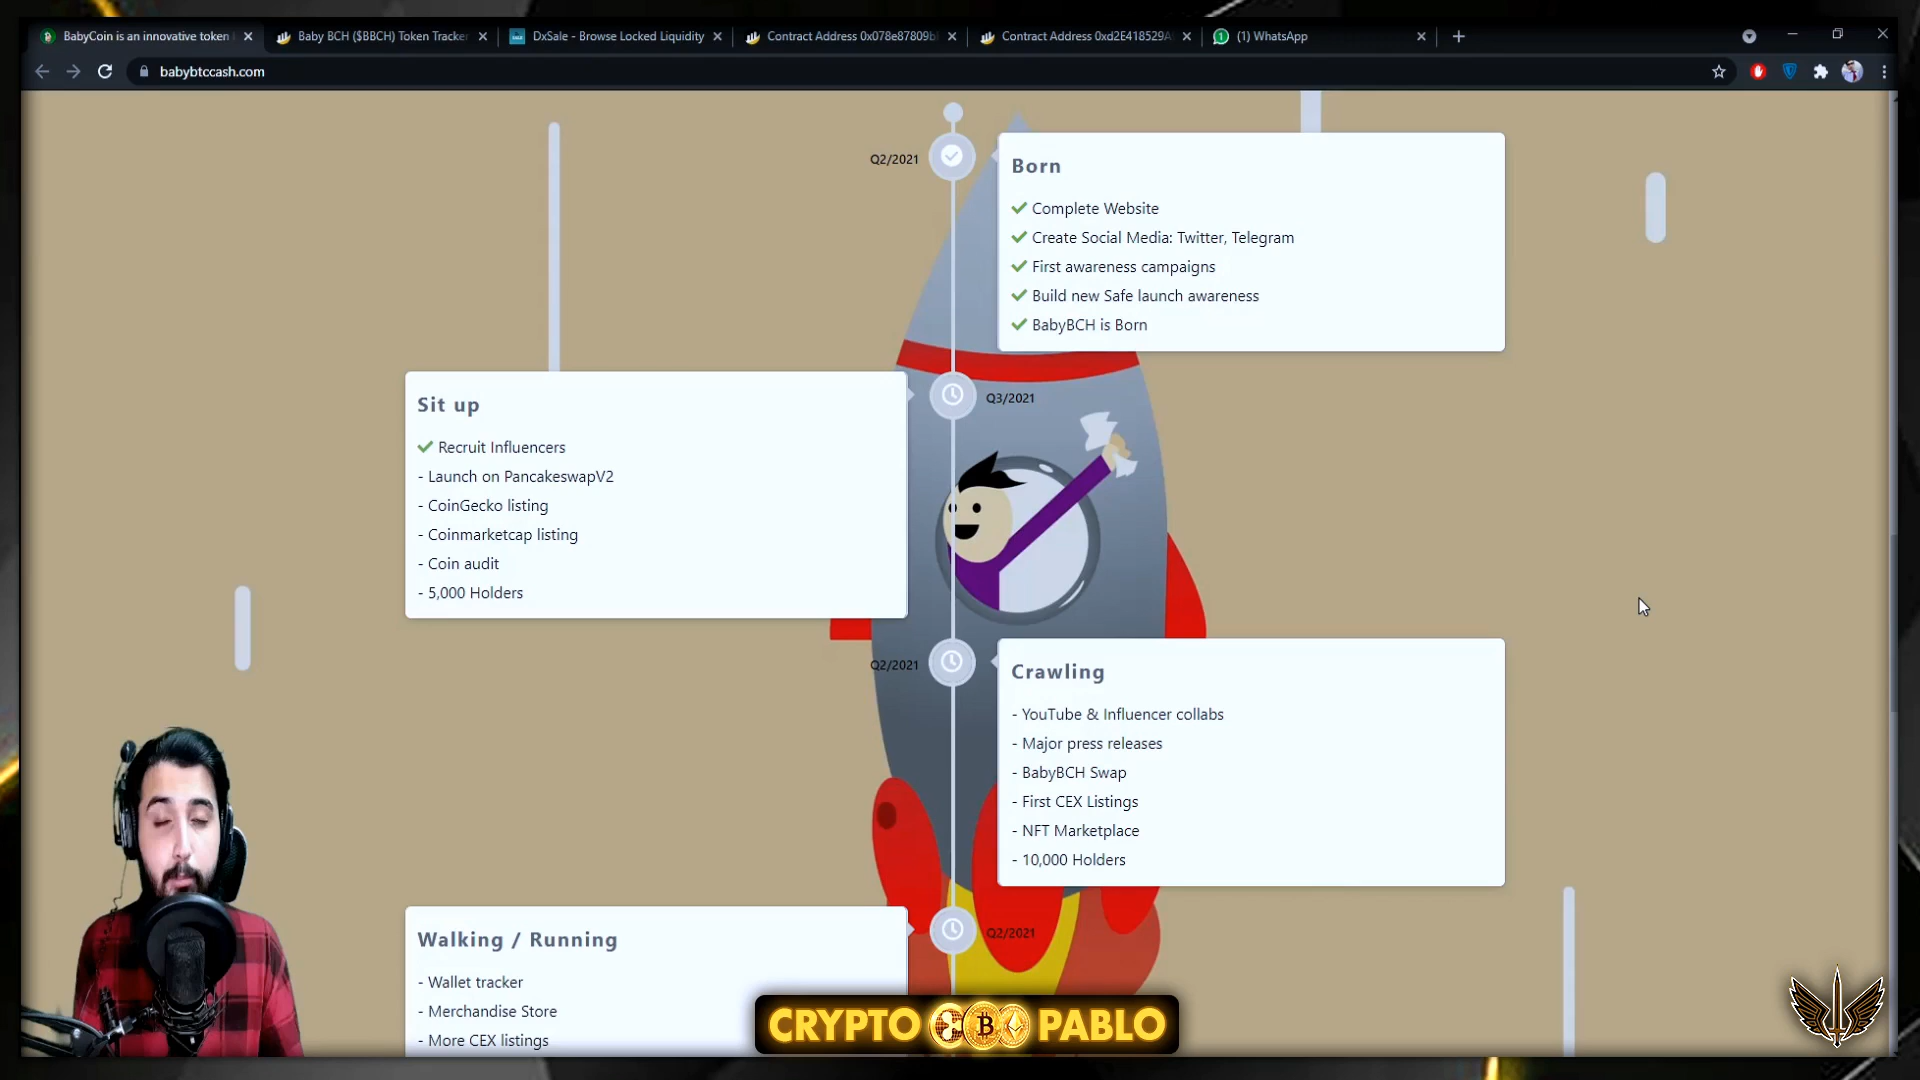 BabyCoin is an innovative token
Baby BCH ($BBCH) Token Tracker
DxSale - Browse Locked Liquidity
Contract Address 0x078e87809b
Contract Address 0xd2E418529A
(1) WhatsApp
babybtccash.com
Q2/2021
Born
Complete Website
Create Social Media: Twitter, Telegram
First awareness campaigns
Build new Safe launch awareness
BabyBCH is Born
Sit up
Q3/2021
Recruit Influencers
- Launch on PancakeswapV2
- CoinGecko listing
- Coinmarketcap listing
- Coin audit
- 5,000 Holders
Q2/2021
Crawling
- YouTube & Influencer collabs
- Major press releases
- BabyBCH Swap
- First CEX Listings
- NFT Marketplace
- 10,000 Holders
Walking / Running
Q2/2021
- Wallet tracker
- Merchandise Store
- More CEX listings
CRYPTO PABLO